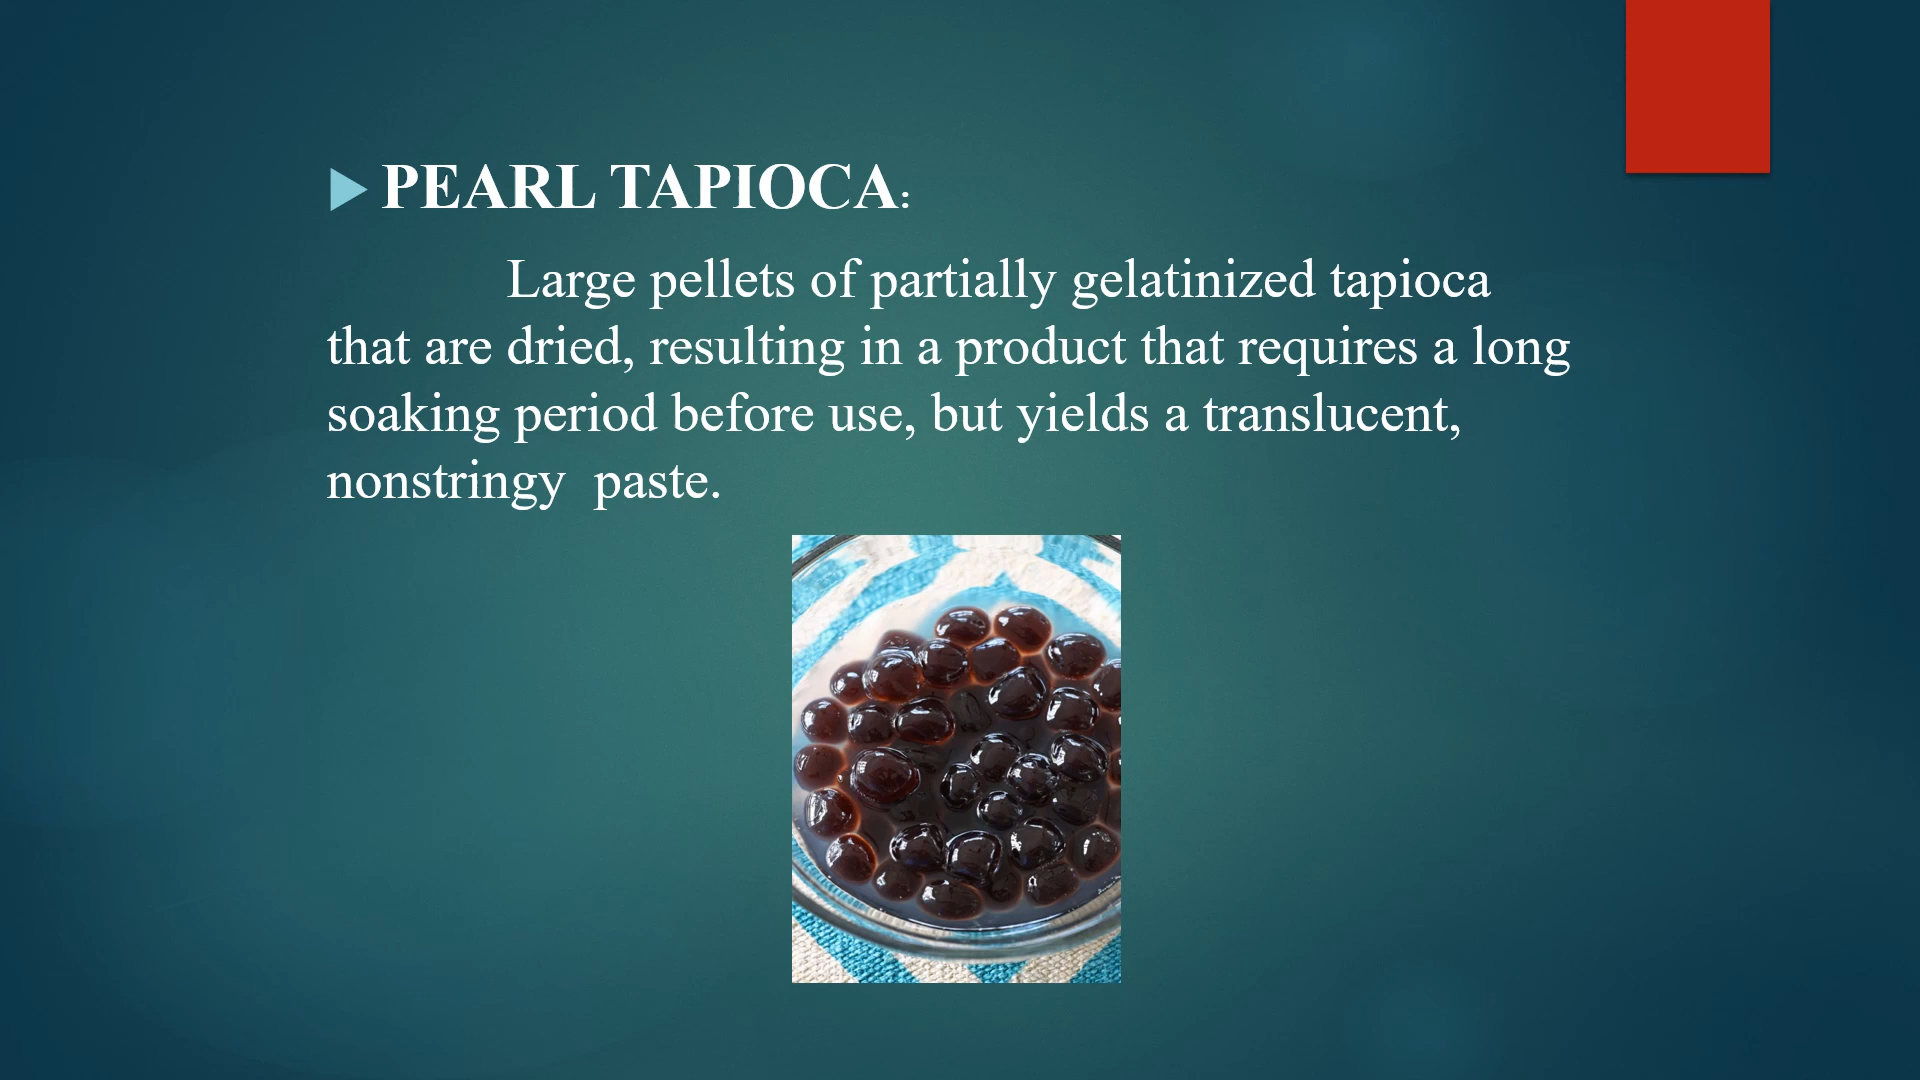 PEARL TAPIOCA:
Large pellets of partially gelatinized tapioca
that are dried, resulting in a product that requires a long
soaking period before use, but yields a translucent,
nonstringy  paste.